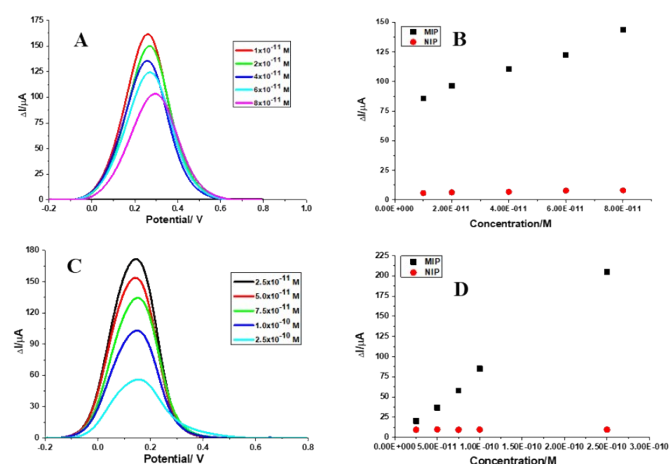 A
1x10-11 M
2x10-11 M
4x10-11 M
6x10-11 M
8x10-11 M
ΔI/μA
150
125
100
75
50
25
0
-0.2 0.0 0.2 0.4 0.6 0.8 1.0
Potential/ V
B
MIP
NIP
ΔI/μA
150
125
100
75
50
25
0
0.00E+000 2.00E-011 4.00E-011 6.00E-011 8.00E-011
Concentration/M
C
2.5x10-11 M
5.0x10-11 M
7.5x10-11 M
1.0x10-10 M
2.5x10-10 M
ΔI/μA
180
150
120
90
60
30
0
-0.2 0.0 0.2 0.4 0.6 0.8
Potential/ V
D
MIP
NIP
ΔI/μA
225
200
175
150
125
100
75
50
25
0
0.00E+000 5.00E-011 1.00E-010 1.50E-010 2.00E-010 2.50E-010 3.00E-010
Concentration/M